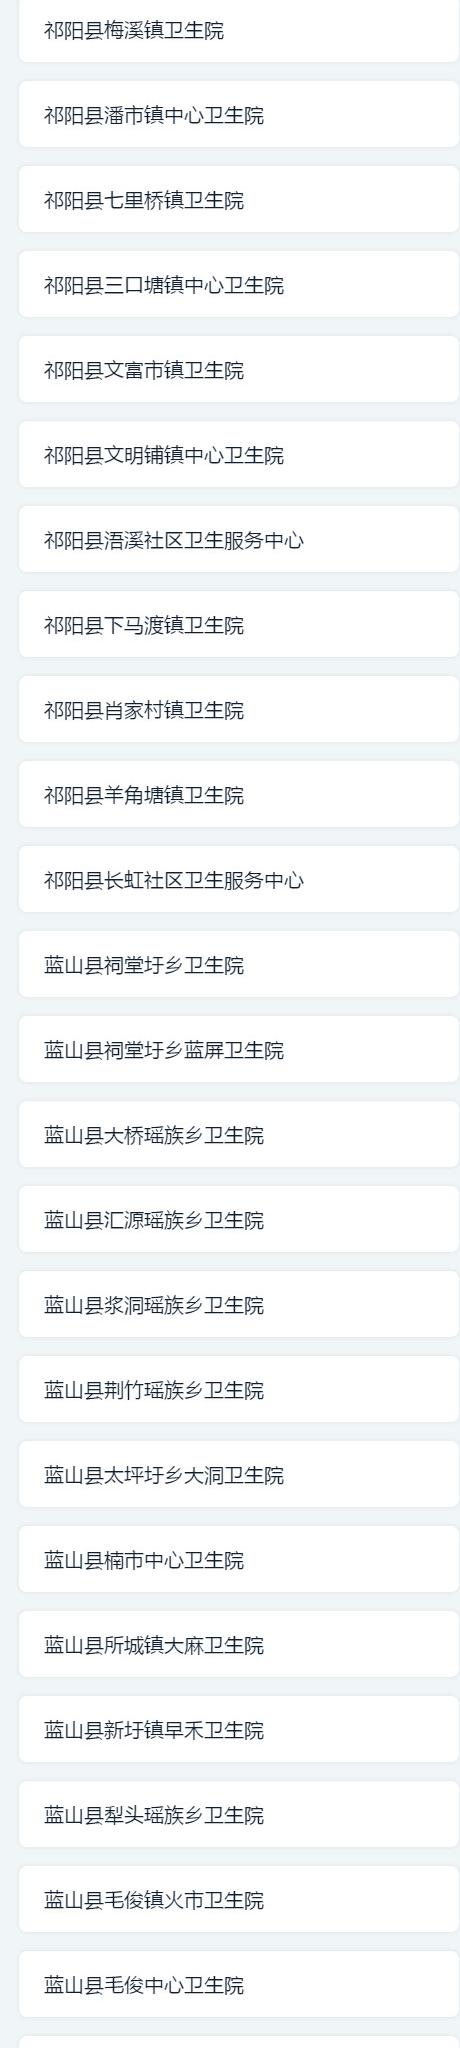 祁阳县梅溪镇卫生院
祁阳县潘市镇中心卫生院
祁阳县七里桥镇卫生院
祁阳县三口塘镇中心卫生院
祁阳县文富市镇卫生院
祁阳县文明铺镇中心卫生院
祁阳县浯溪社区卫生服务中心
祁阳县下马渡镇卫生院
祁阳县肖家村镇卫生院
祁阳县羊角塘镇卫生院
祁阳县长虹社区卫生服务中心
蓝山县祠堂圩乡卫生院
蓝山县祠堂圩乡蓝屏卫生院
蓝山县大桥瑶族乡卫生院
蓝山县汇源瑶族乡卫生院
蓝山县浆洞瑶族乡卫生院
蓝山县荆竹瑶族乡卫生院
蓝山县太坪圩乡大洞卫生院
蓝山县楠市中心卫生院
蓝山县所城镇大麻卫生院
蓝山县新圩镇早禾卫生院
蓝山县犁头瑶族乡卫生院
蓝山县毛俊镇火市卫生院
蓝山县毛俊中心卫生院